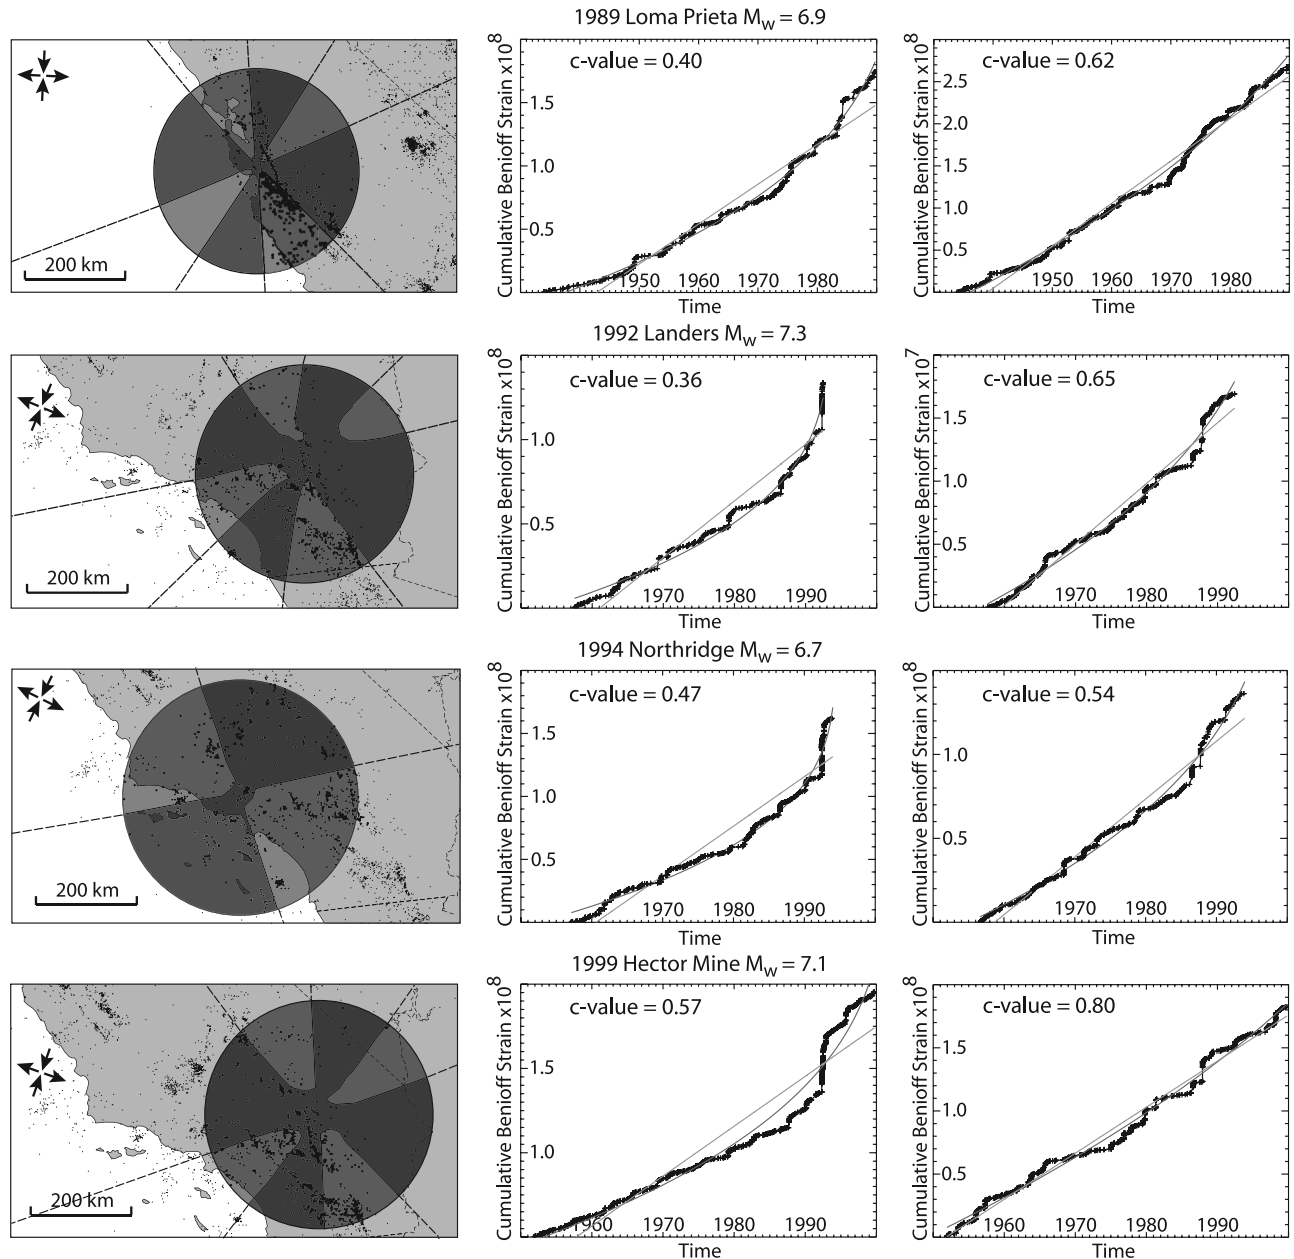 1989 Loma Prieta Mw = 6.9
200 km
Cumulative Benioff Strain x10^8
c-value = 0.40
1.5
1.0
0.5
1950 1960 1970 1980
Time
Cumulative Benioff Strain x10^8
c-value = 0.62
2.5
2.0
1.5
1.0
0.5
1950 1960 1970 1980
Time
1992 Landers Mw = 7.3
200 km
Cumulative Benioff Strain x10^8
c-value = 0.36
1.0
0.5
1970 1980 1990
Time
Cumulative Benioff Strain x10^7
c-value = 0.65
1.5
1.0
0.5
1970 1980 1990
Time
1994 Northridge Mw = 6.7
200 km
Cumulative Benioff Strain x10^8
c-value = 0.47
1.5
1.0
0.5
1970 1980 1990
Time
Cumulative Benioff Strain x10^8
c-value = 0.54
1.0
0.5
1970 1980 1990
Time
1999 Hector Mine Mw = 7.1
200 km
Cumulative Benioff Strain x10^8
c-value = 0.57
1.5
1.0
1960 1970 1980 1990
Time
Cumulative Benioff Strain x10^8
c-value = 0.80
1.5
1.0
0.5
1960 1970 1980 1990
Time